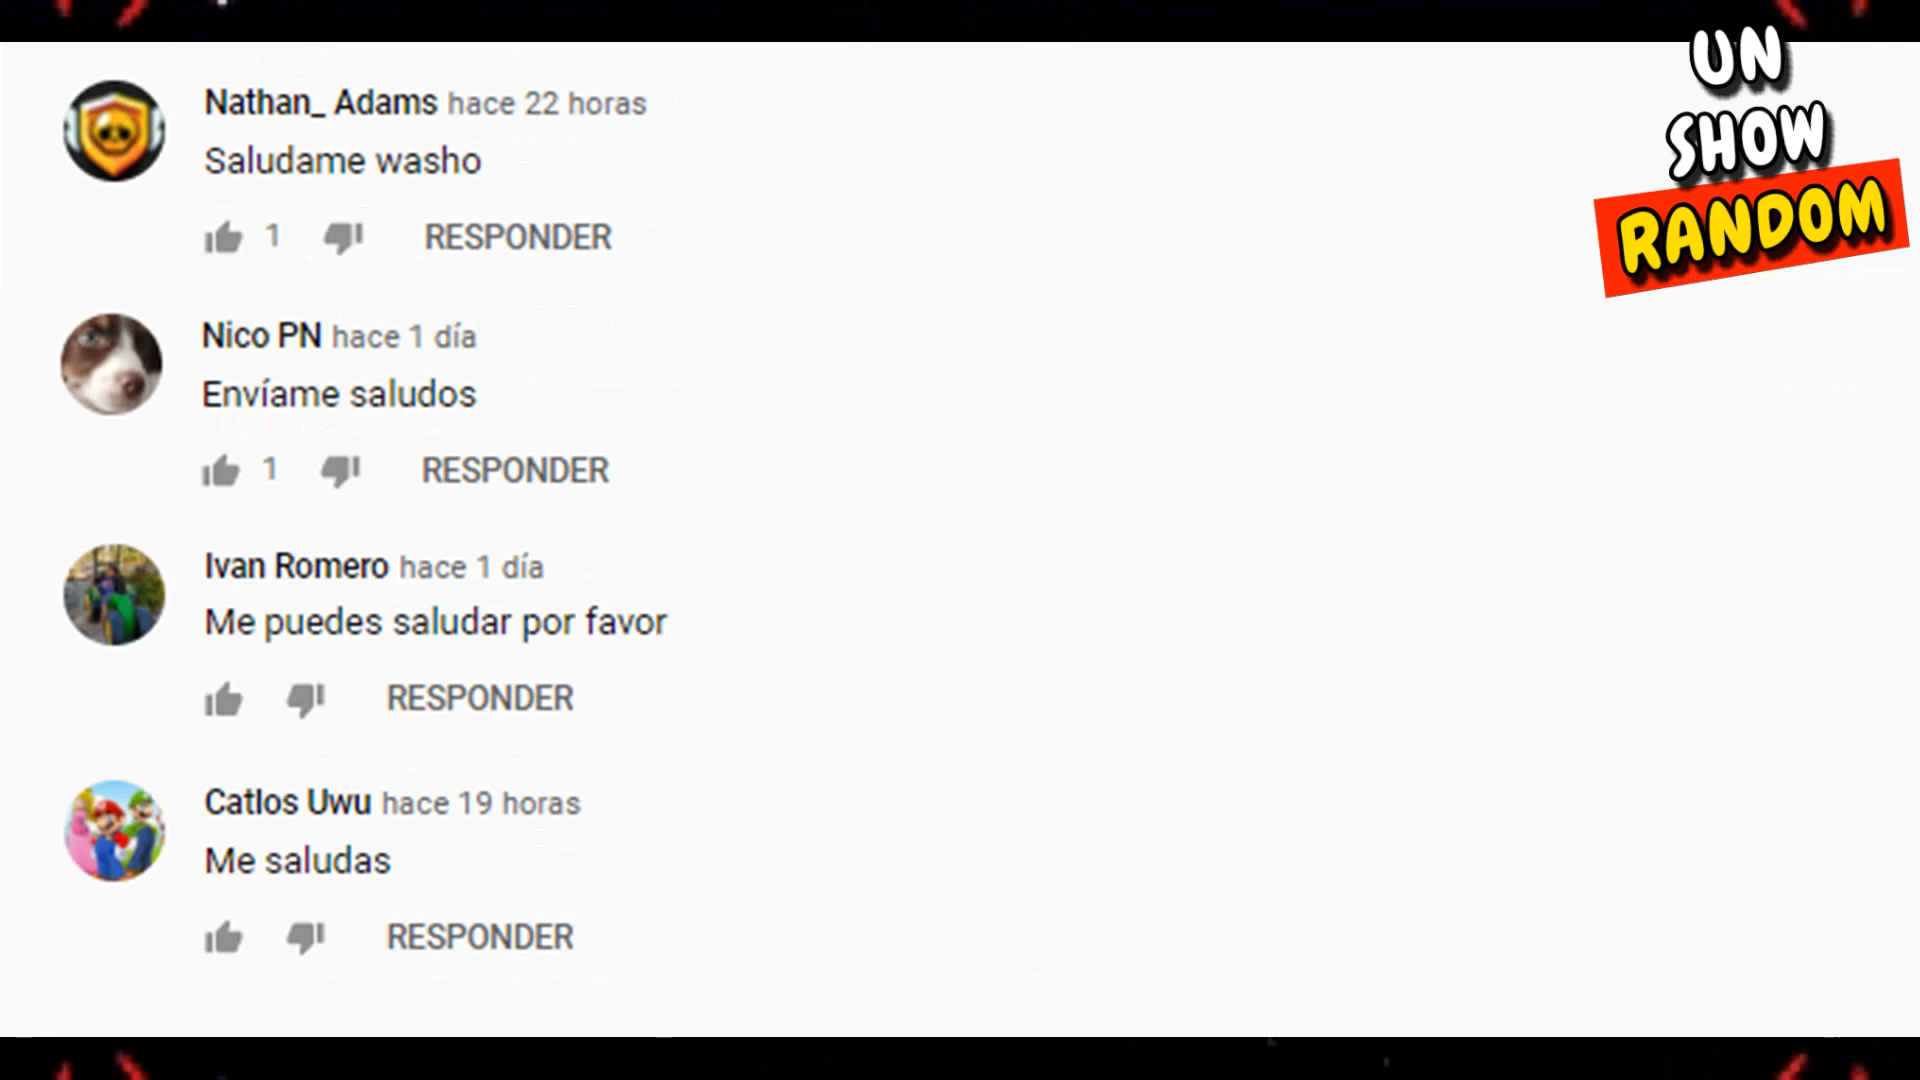 Nathan_ Adams hace 22 horas
Saludame washo
1 RESPONDER
Nico PN hace 1 día
Envíame saludos
1 RESPONDER
Ivan Romero hace 1 día
Me puedes saludar por favor
RESPONDER
Catlos Uwu hace 19 horas
Me saludas
RESPONDER
UN
SHOW
RANDOM